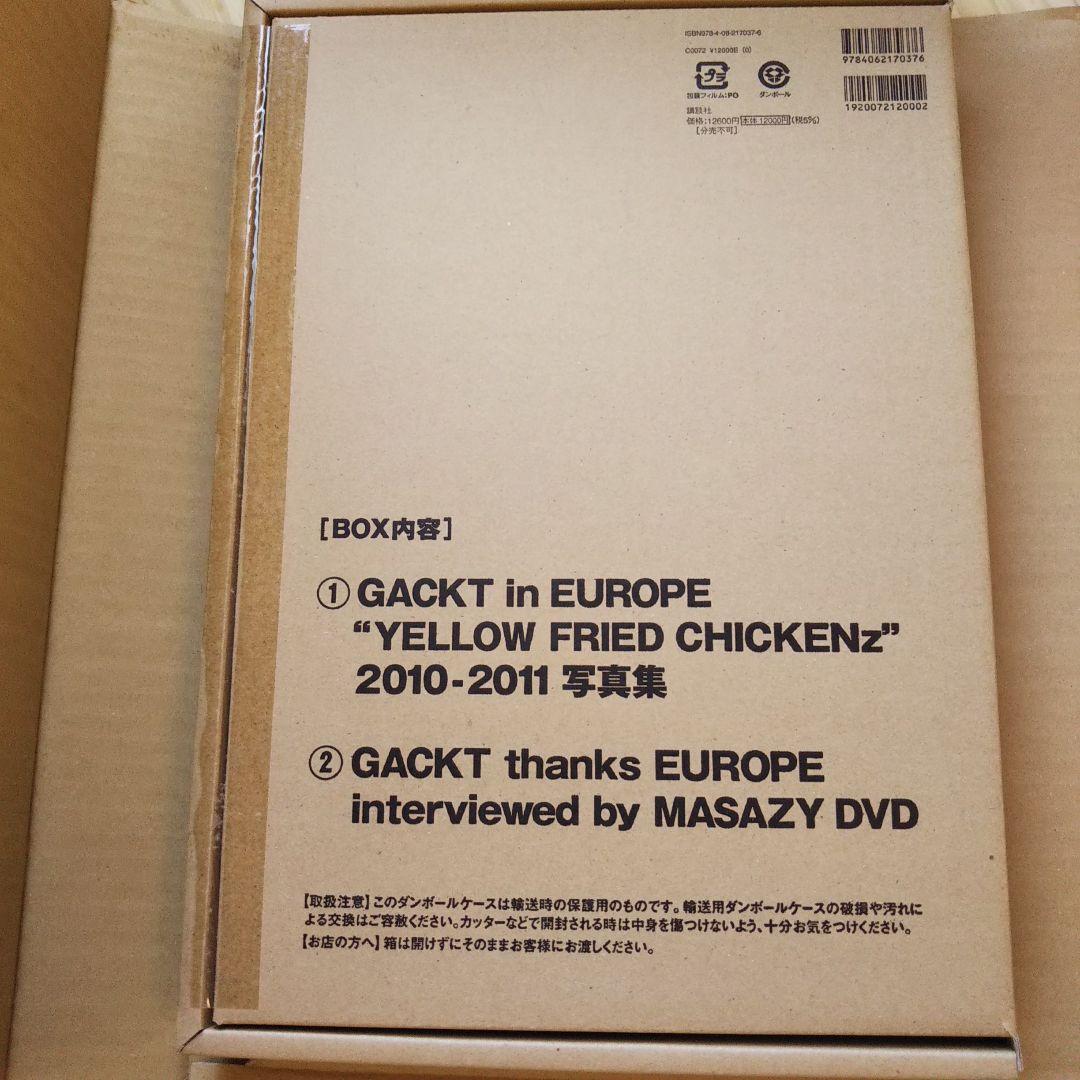 ISBN978-4-06-217037-6
C0072 ¥12000E (0)
9784062170376
プラ
包装フィルム:PO
ダンボール
1920072120002
講談社
価格:12600円 本体12000円(税5%)
[分売不可]
[BOX内容]
① GACKT in EUROPE
“YELLOW FRIED CHICKENz”
2010-2011 写真集
② GACKT thanks EUROPE
interviewed by MASAZY DVD
【取扱注意】このダンボールケースは輸送時の保護用のものです。輸送用ダンボールケースの破損や汚れに
よる交換はご容赦ください。カッターなどで開封される時は中身を傷つけないよう、十分お気をつけください。
【お店の方へ】箱は開けずにそのままお客様にお渡しください。